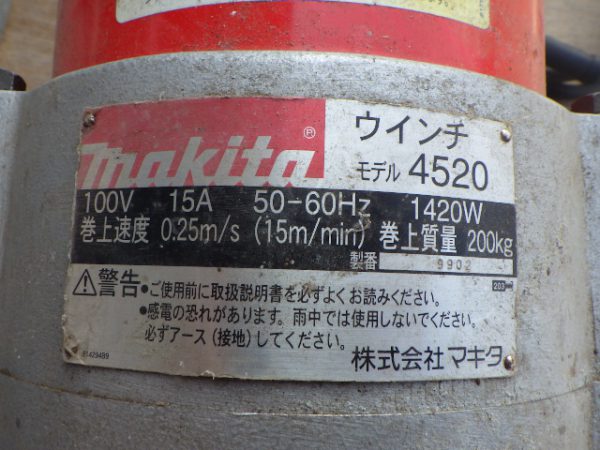 makita®
ウインチ
モデル 4520
100V 15A 50-60Hz 1420W
巻上速度 0.25m/s (15m/min) 巻上質量 200kg
製番 9902
⚠警告 •ご使用前に取扱説明書を必ずよくお読みください。
•感電の恐れがあります。雨中では使用しないでください。
必ずアース(接地)してください。
株式会社 マキタ